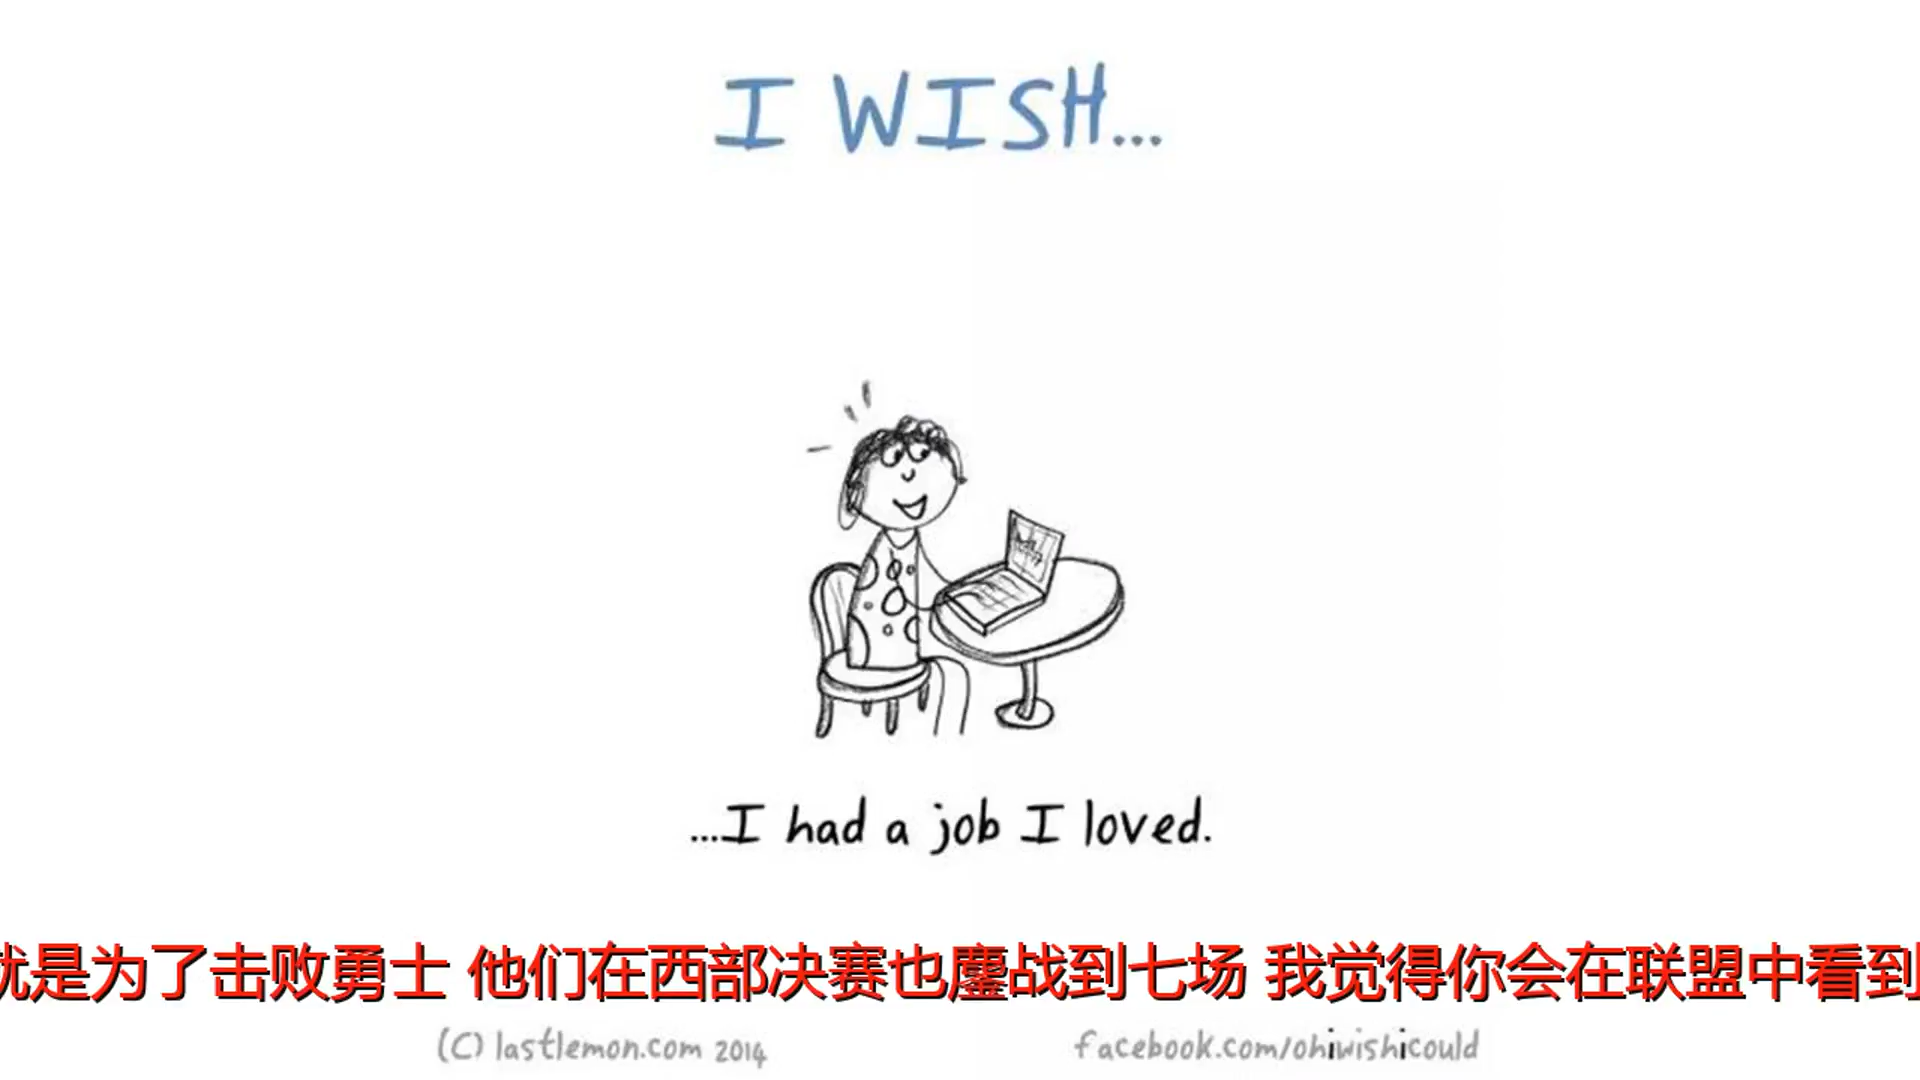 I WISH...
...I had a job I loved.
就是为了击败勇士 他们在西部决赛也鏖战到七场 我觉得你会在联盟中看到
(C) lastlemon.com 2014
facebook.com/ohiwishicould